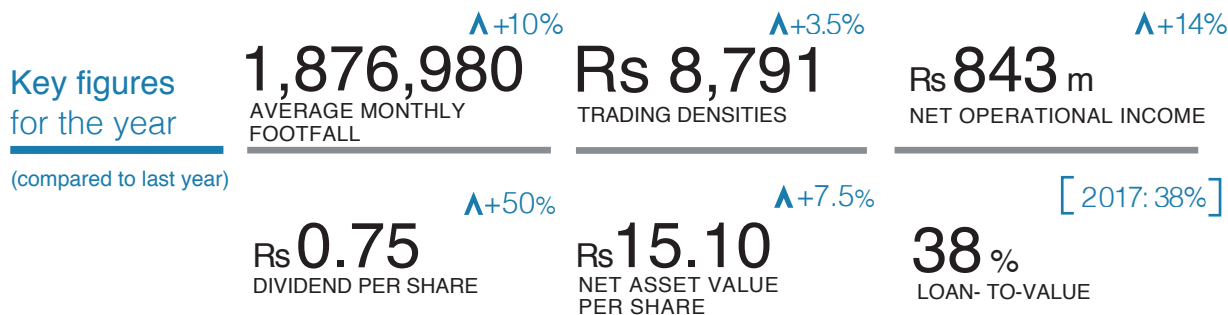 Key figures
for the year
(compared to last year)
+10%
1,876,980
AVERAGE MONTHLY
FOOTFALL
+3.5%
Rs 8,791
TRADING DENSITIES
+14%
Rs 843 m
NET OPERATIONAL INCOME
+50%
Rs 0.75
DIVIDEND PER SHARE
+7.5%
Rs 15.10
NET ASSET VALUE
PER SHARE
[ 2017: 38% ]
38 %
LOAN- TO-VALUE